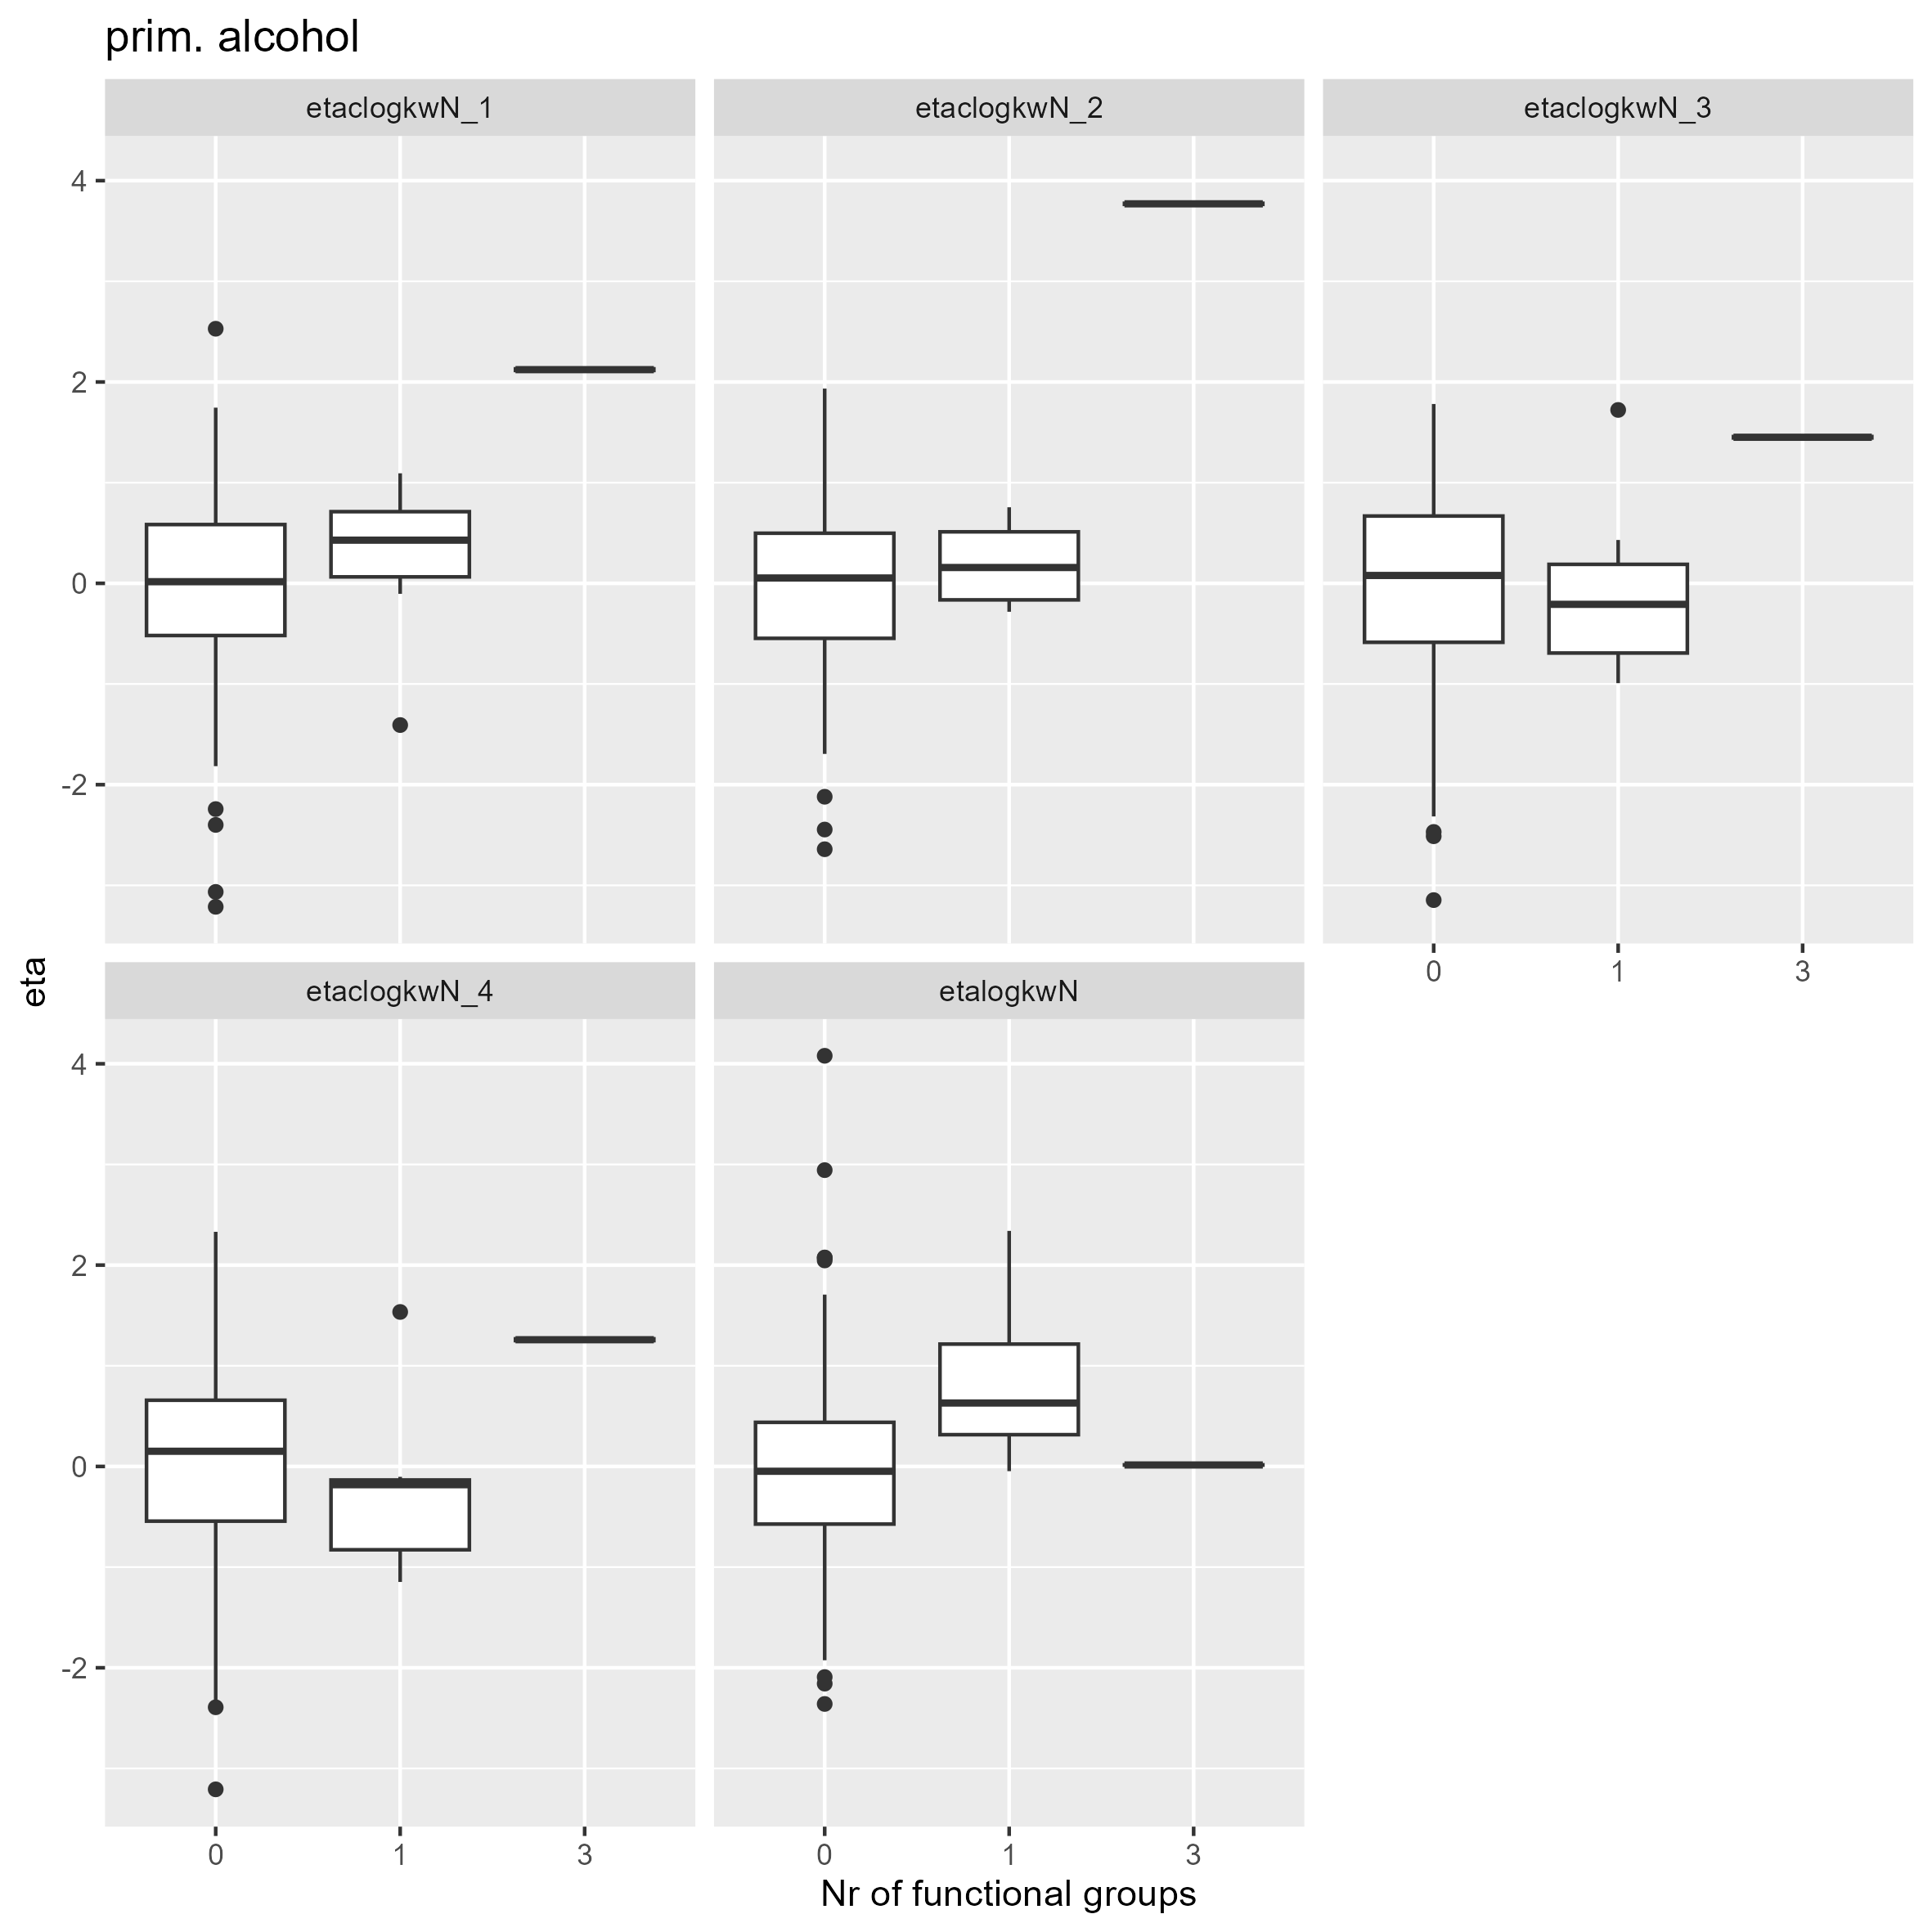 prim. alcohol
etaclogkwN_1
etaclogkwN_2
etaclogkwN_3
4
2
0
-2
0
1
3
eta
etaclogkwN_4
etalogkwN
4
2
0
-2
0
1
3
0
1
3
Nr of functional groups